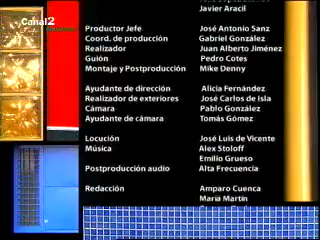 Canal2
Javier Aracil
Productor Jefe José Antonio Sanz
Coord. de producción Gabriel González
Realizador Juan Alberto Jiménez
Guión Pedro Cotes
Montaje y Postproducción Mike Denny
Ayudante de dirección Alicia Fernández
Realizador de exteriores José Carlos de Isla
Cámara Pablo González
Ayudante de cámara Tomás Gómez
Locución José Luis de Vicente
Música Alex Stoloff
Emilio Grueso
Postproducción audio Alta Frecuencia
Redacción Amparo Cuenca
María Martín